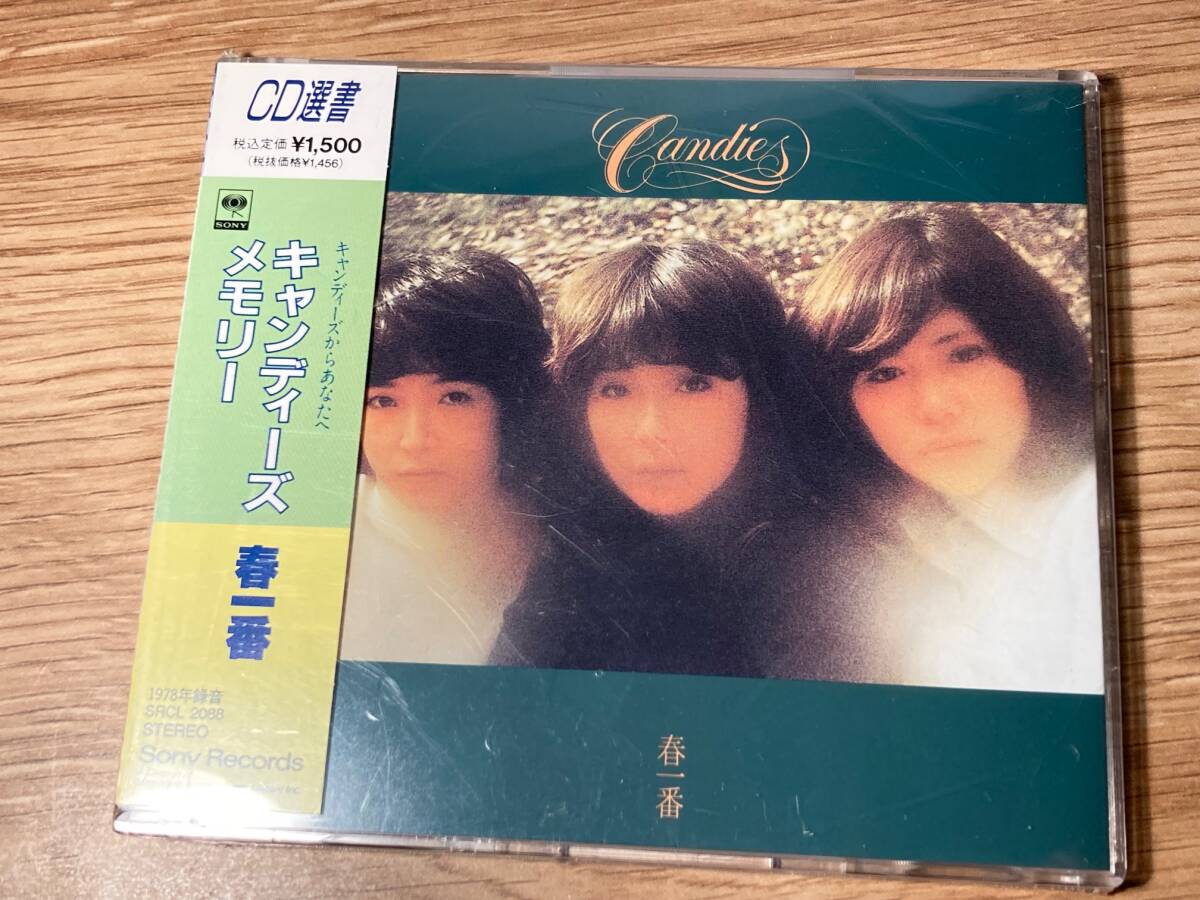 CD選書
税込定価 ¥1,500
(税抜価格¥1,456)
SONY
キャンディーズからあなたへ
キャンディーズ
メモリー
春一番
1978年録音
SRCL 2088
STEREO
Sony Records
Candies
春一番